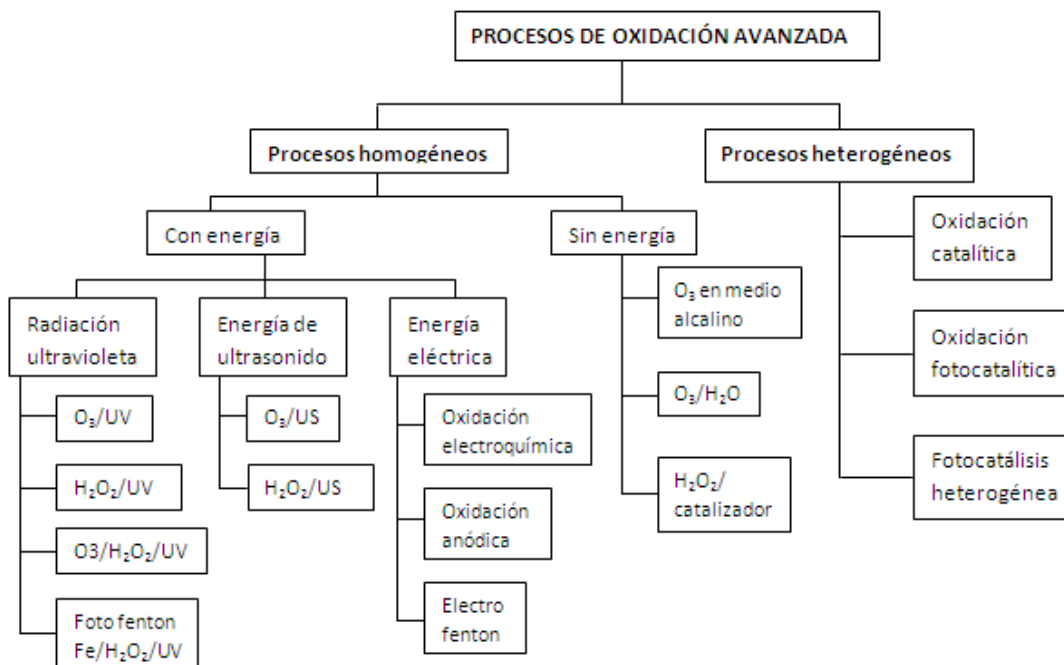 PROCESOS DE OXIDACIÓN AVANZADA
Procesos homogéneos
Procesos heterogéneos
Con energía
Sin energía
Radiación
ultravioleta
O₃/UV
H₂O₂/UV
O3/H₂O₂/UV
Foto fenton
Fe/H₂O₂/UV
Energía de
ultrasonido
O₃/US
H₂O₂/US
Energía
eléctrica
Oxidación
electroquímica
Oxidación
anódica
Electro
fenton
O₃ en medio
alcalino
O₃/H₂O
H₂O₂/
catalizador
Oxidación
catalítica
Oxidación
fotocatalítica
Fotocatálisis
heterogénea